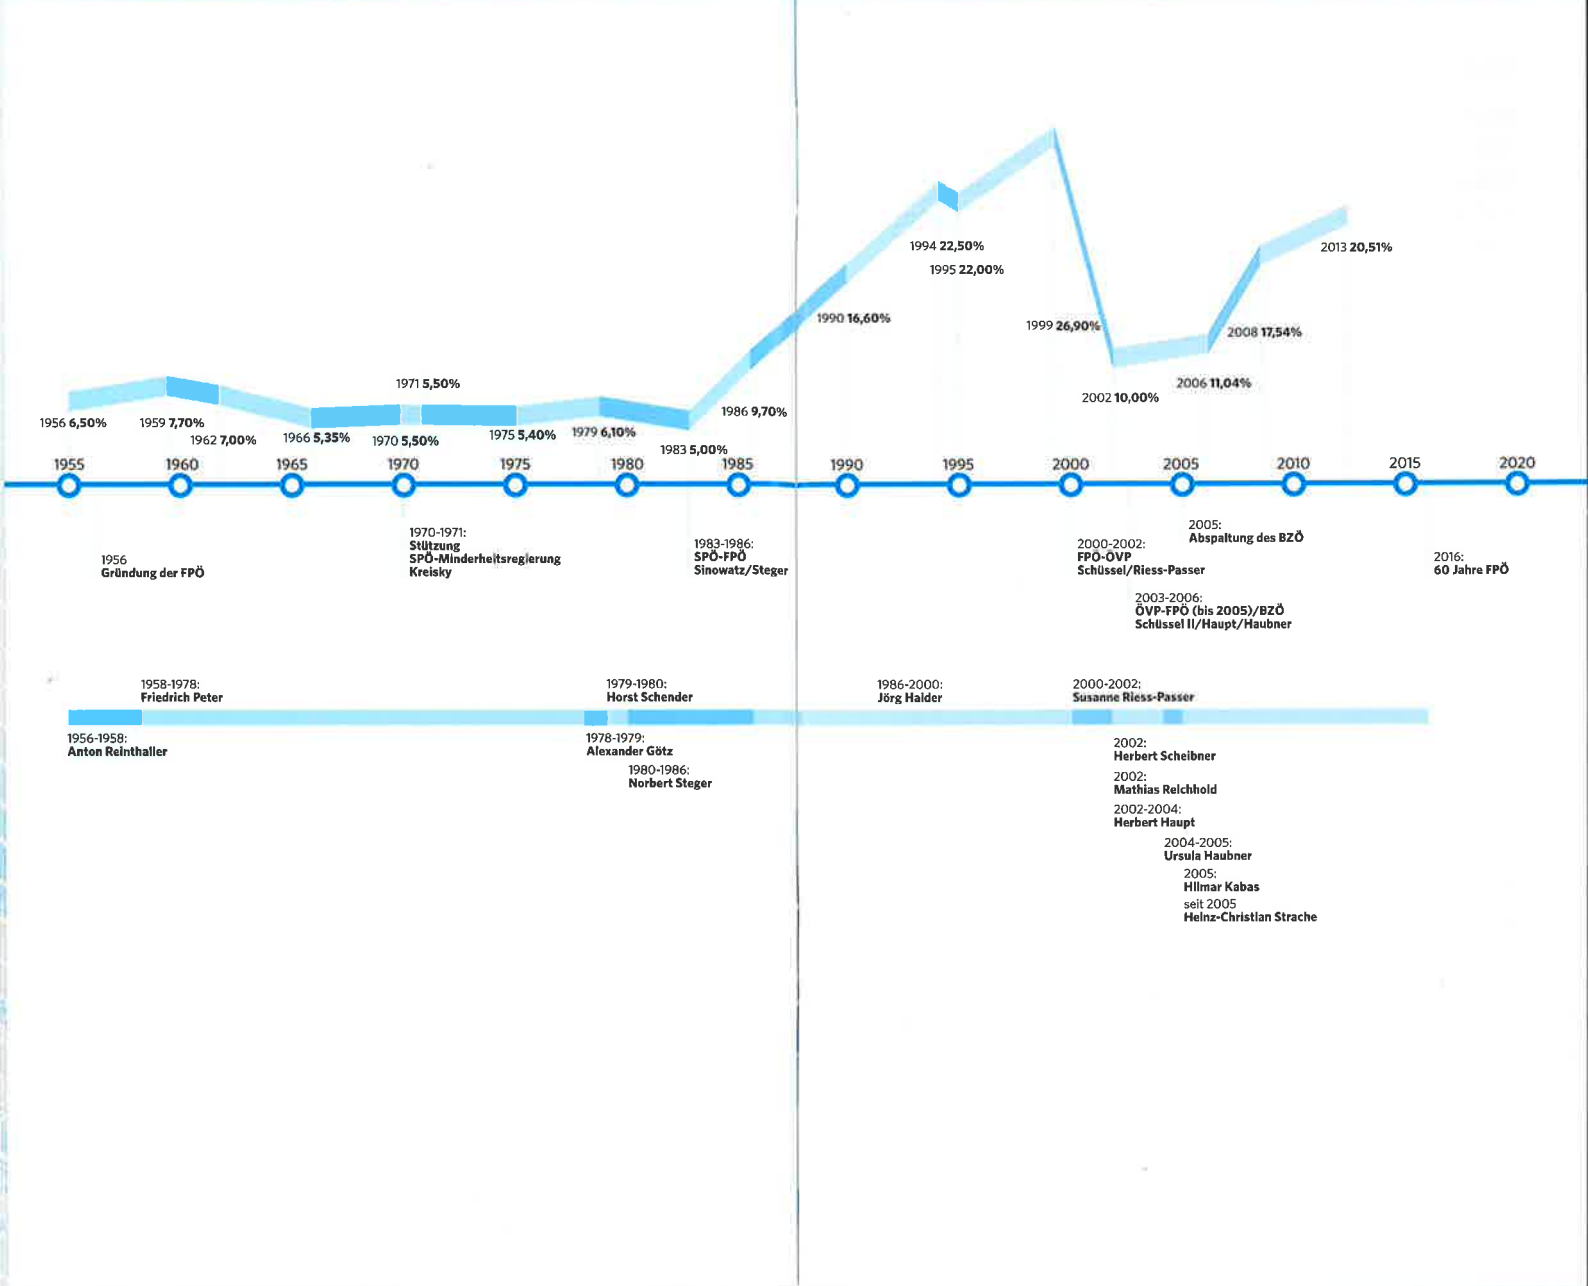 1994 22,50%
1995 22,00%
2013 20,51%
1990 16,60%
1999 26,90%
2008 17,54%
2006 11,04%
2002 10,00%
1971 5,50%
1986 9,70%
1956 6,50%
1959 7,70%
1962 7,00%
1966 5,35%
1970 5,50%
1975 5,40%
1979 6,10%
1983 5,00%
1955 1960 1965 1970 1975 1980 1985 1990 1995 2000 2005 2010 2015 2020
1956
Gründung der FPÖ
1970-1971:
Stützung
SPÖ-Minderheitsregierung
Kreisky
1983-1986:
SPÖ-FPÖ
Sinowatz/Steger
2000-2002:
FPÖ-ÖVP
Schüssel/Riess-Passer
2005:
Abspaltung des BZÖ
2003-2006:
ÖVP-FPÖ (bis 2005)/BZÖ
Schüssel II/Haupt/Haubner
2016:
60 Jahre FPÖ
1958-1978:
Friedrich Peter
1979-1980:
Horst Schender
1986-2000:
Jörg Haider
2000-2002:
Susanne Riess-Passer
1956-1958:
Anton Reinthaller
1978-1979:
Alexander Götz
1980-1986:
Norbert Steger
2002:
Herbert Scheibner
2002:
Mathias Reichhold
2002-2004:
Herbert Haupt
2004-2005:
Ursula Haubner
2005:
Hilmar Kabas
seit 2005
Heinz-Christian Strache